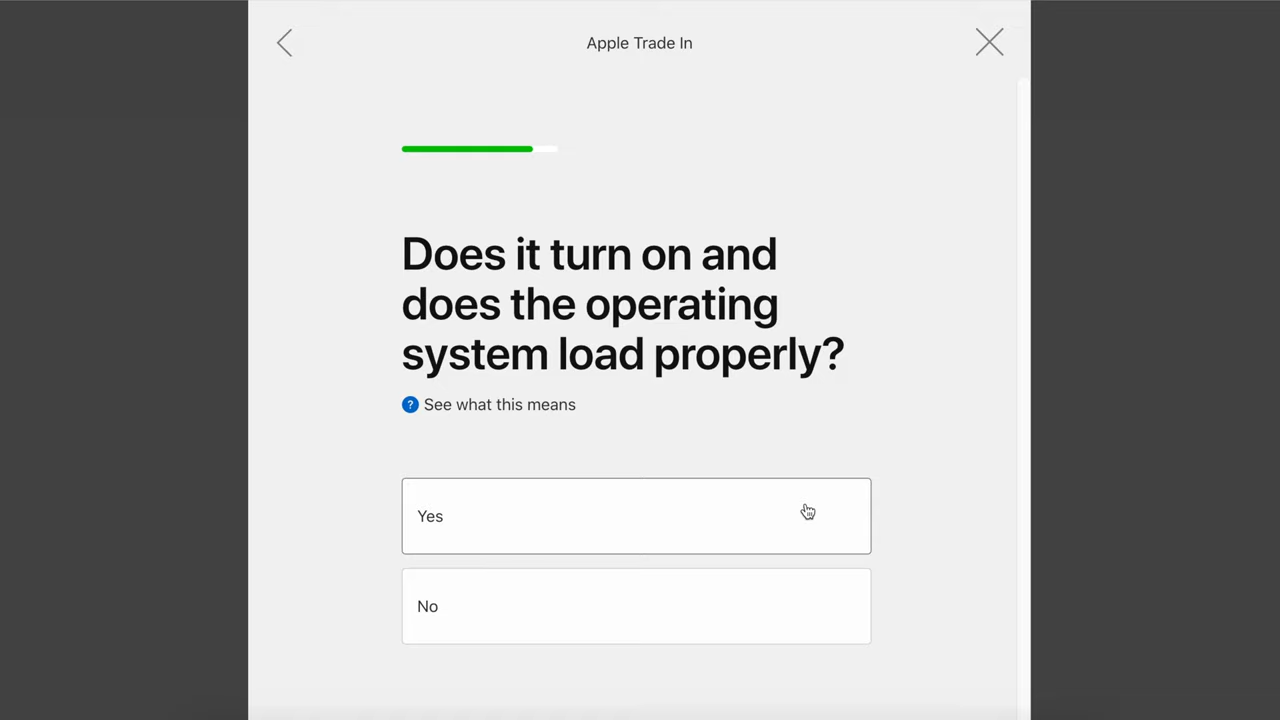 Apple Trade In
Does it turn on and
does the operating
system load properly?
? See what this means
Yes
No